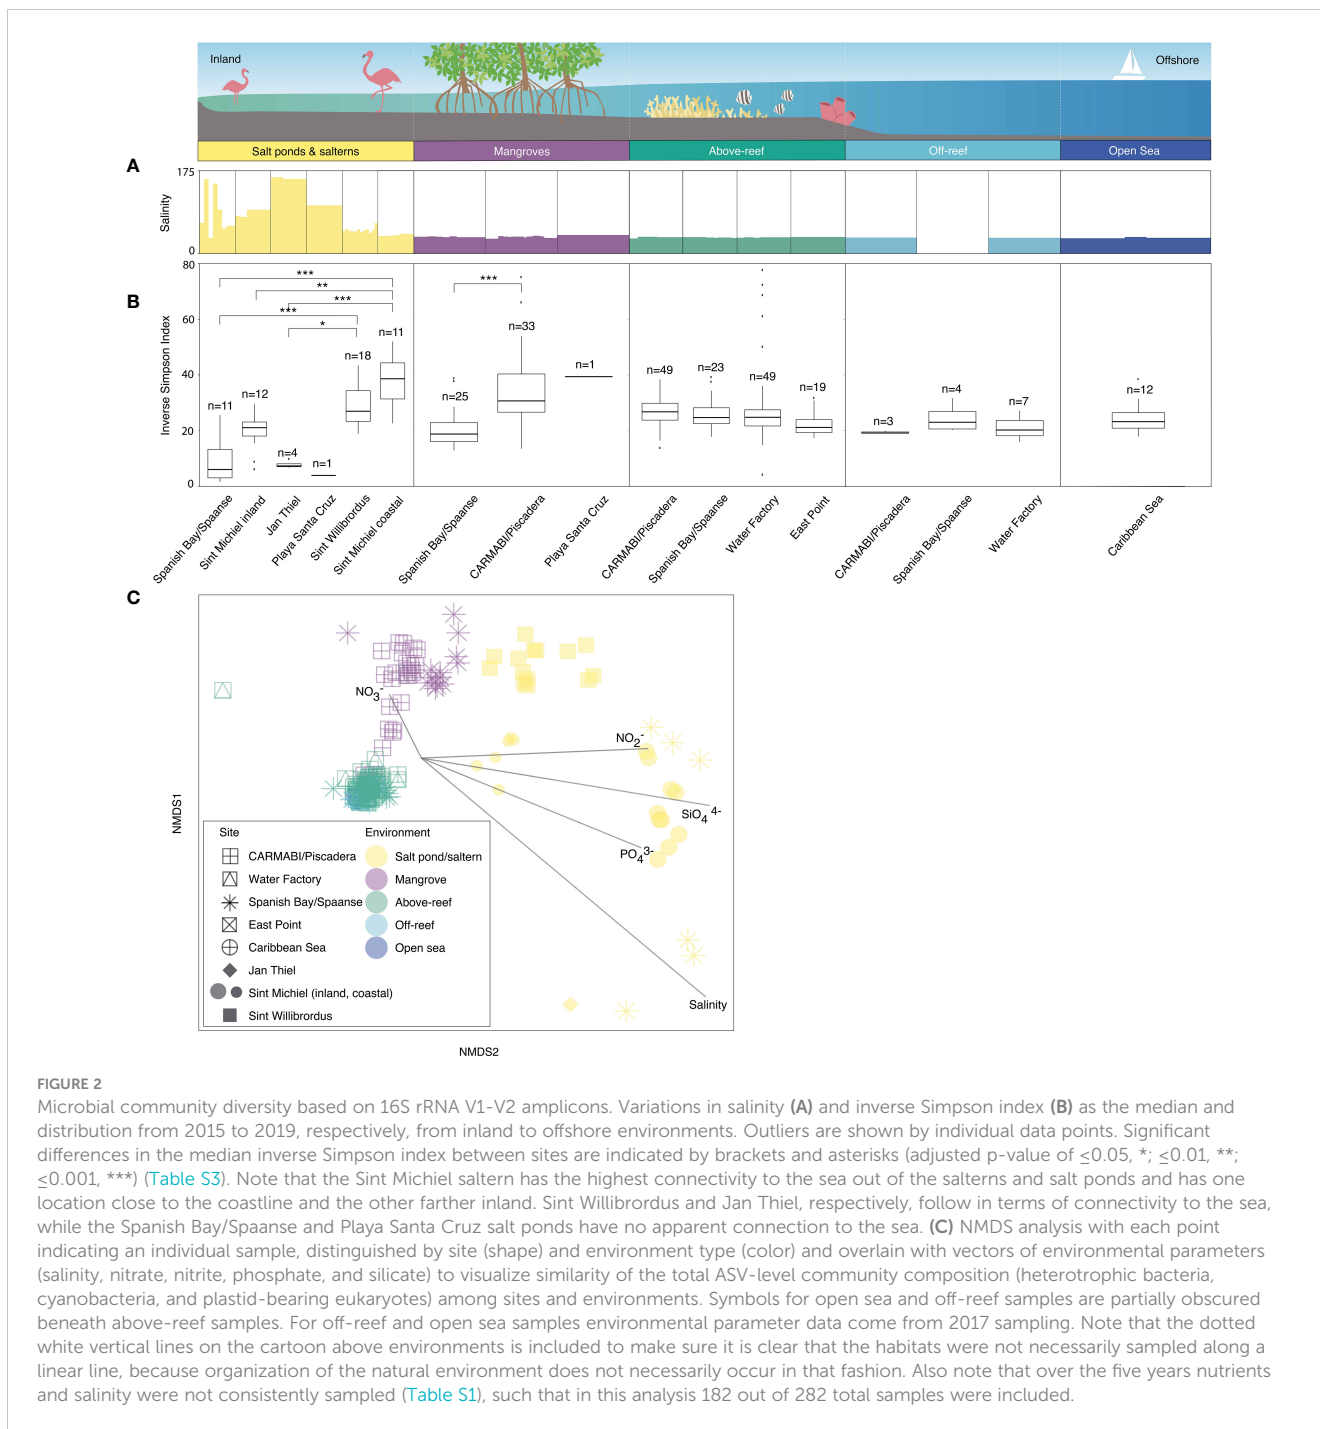 Inland
Offshore
Salt ponds & salterns
Mangroves
Above-reef
Off-reef
Open Sea
A
175
Salinity
0
B
80
60
40
20
0
Inverse Simpson Index
***
**
***
***
*
n=11
n=12
n=4
n=1
n=18
n=11
***
n=25
n=33
n=1
n=49
n=23
n=49
n=19
n=3
n=4
n=7
n=12
Spanish Bay/Spaanse
Sint Michiel inland
Jan Thiel
Playa Santa Cruz
Sint Willibrordus
Sint Michiel coastal
Spanish Bay/Spaanse
CARMABI/Piscadera
Playa Santa Cruz
CARMABI/Piscadera
Spanish Bay/Spaanse
Water Factory
East Point
CARMABI/Piscadera
Spanish Bay/Spaanse
Water Factory
Caribbean Sea
C
NO3-
NO2-
SiO4 4-
PO4 3-
Salinity
NMDS1
NMDS2
Site
CARMABI/Piscadera
Water Factory
Spanish Bay/Spaanse
East Point
Caribbean Sea
Jan Thiel
Sint Michiel (inland, coastal)
Sint Willibrordus
Environment
Salt pond/saltern
Mangrove
Above-reef
Off-reef
Open sea
FIGURE 2
Microbial community diversity based on 16S rRNA V1-V2 amplicons. Variations in salinity (A) and inverse Simpson index (B) as the median and
distribution from 2015 to 2019, respectively, from inland to offshore environments. Outliers are shown by individual data points. Significant
differences in the median inverse Simpson index between sites are indicated by brackets and asterisks (adjusted p-value of ≤0.05, *; ≤0.01, **;
≤0.001, ***) (Table S3). Note that the Sint Michiel saltern has the highest connectivity to the sea out of the salterns and salt ponds and has one
location close to the coastline and the other farther inland. Sint Willibrordus and Jan Thiel, respectively, follow in terms of connectivity to the sea,
while the Spanish Bay/Spaanse and Playa Santa Cruz salt ponds have no apparent connection to the sea. (C) NMDS analysis with each point
indicating an individual sample, distinguished by site (shape) and environment type (color) and overlain with vectors of environmental parameters
(salinity, nitrate, nitrite, phosphate, and silicate) to visualize similarity of the total ASV-level community composition (heterotrophic bacteria,
cyanobacteria, and plastid-bearing eukaryotes) among sites and environments. Symbols for open sea and off-reef samples are partially obscured
beneath above-reef samples. For off-reef and open sea samples environmental parameter data come from 2017 sampling. Note that the dotted
white vertical lines on the cartoon above environments is included to make sure it is clear that the habitats were not necessarily sampled along a
linear line, because organization of the natural environment does not necessarily occur in that fashion. Also note that over the five years nutrients
and salinity were not consistently sampled (Table S1), such that in this analysis 182 out of 282 total samples were included.